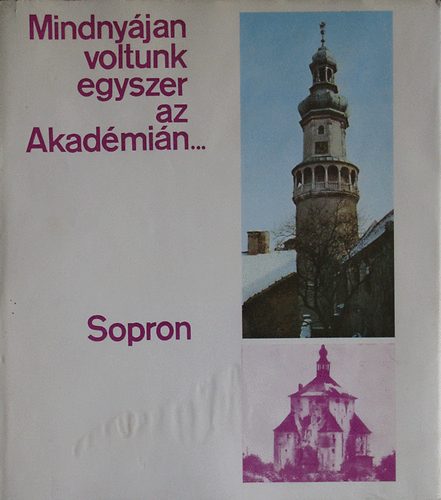 Mindnyájan
voltunk
egyszer
az
Akadémián...
Sopron